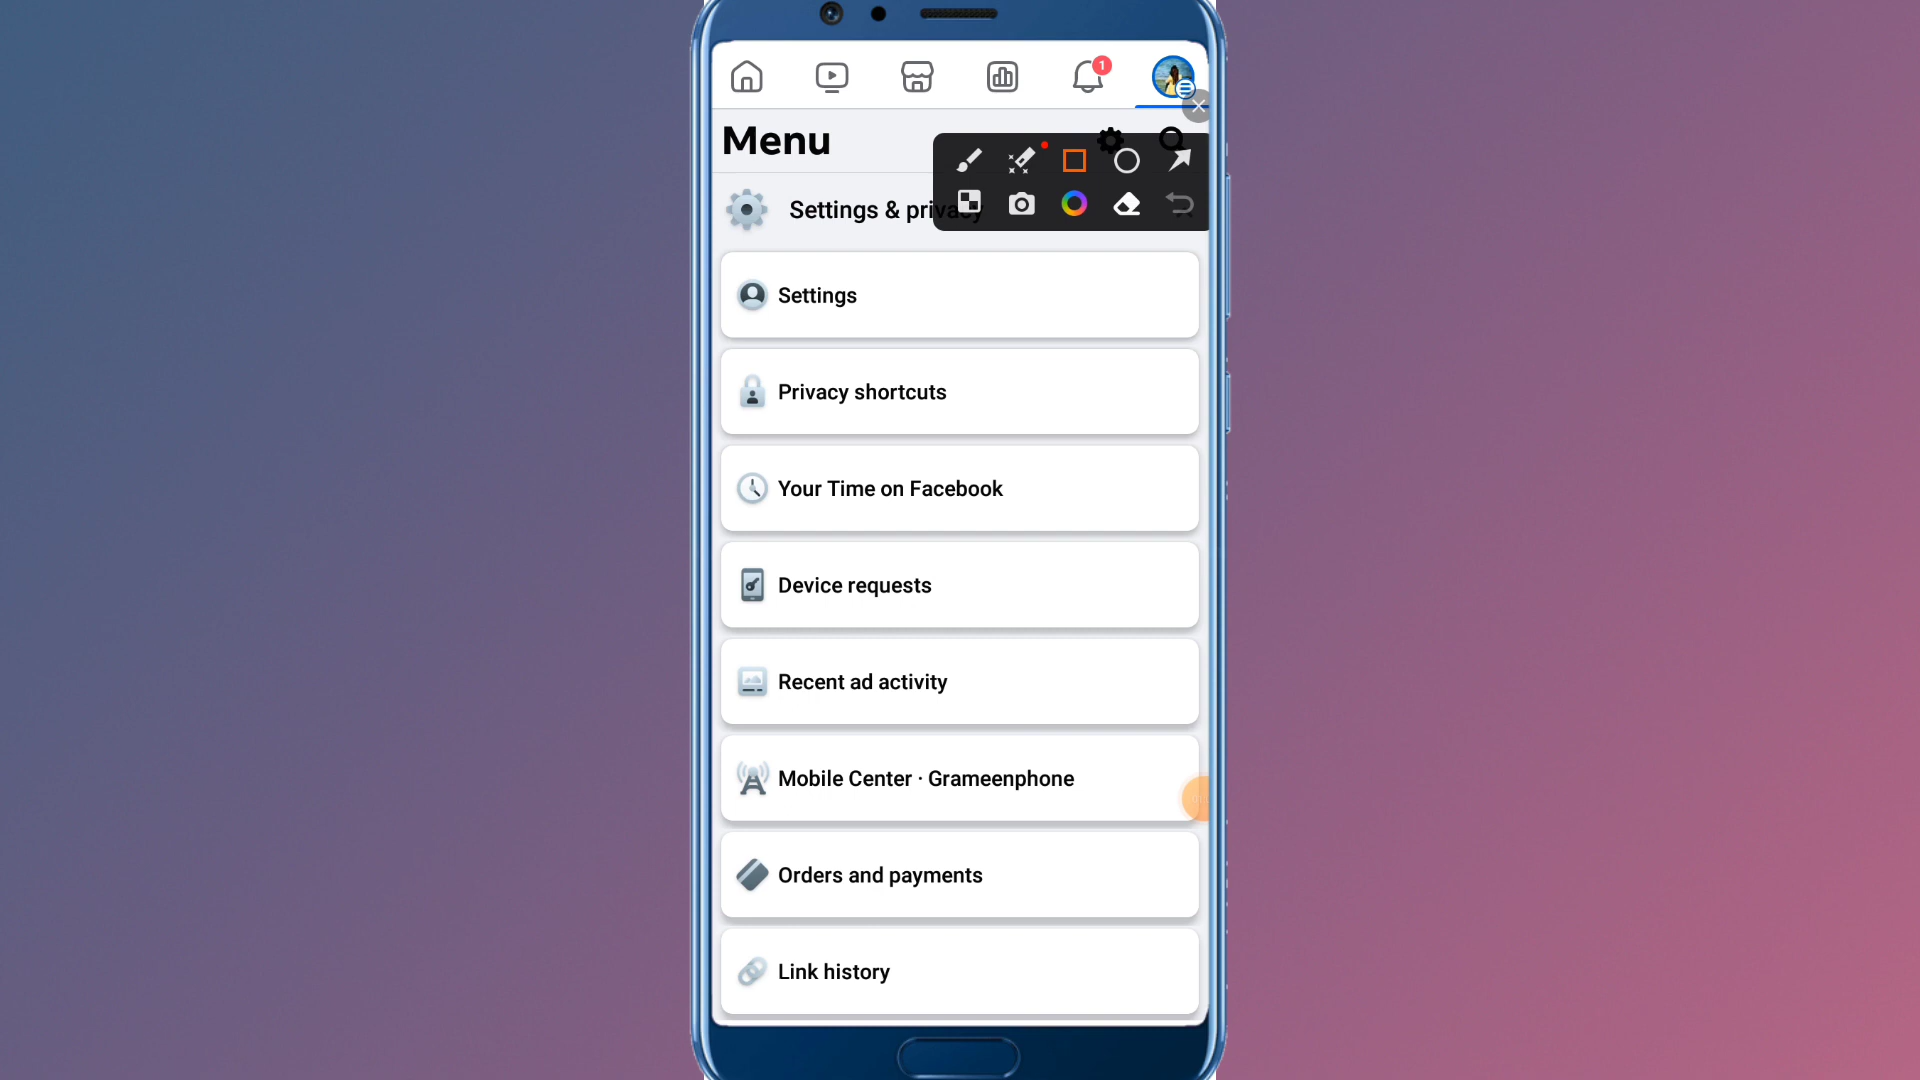 1
Menu
Settings & privacy
Settings
Privacy shortcuts
Your Time on Facebook
Device requests
Recent ad activity
Mobile Center · Grameenphone
Orders and payments
Link history